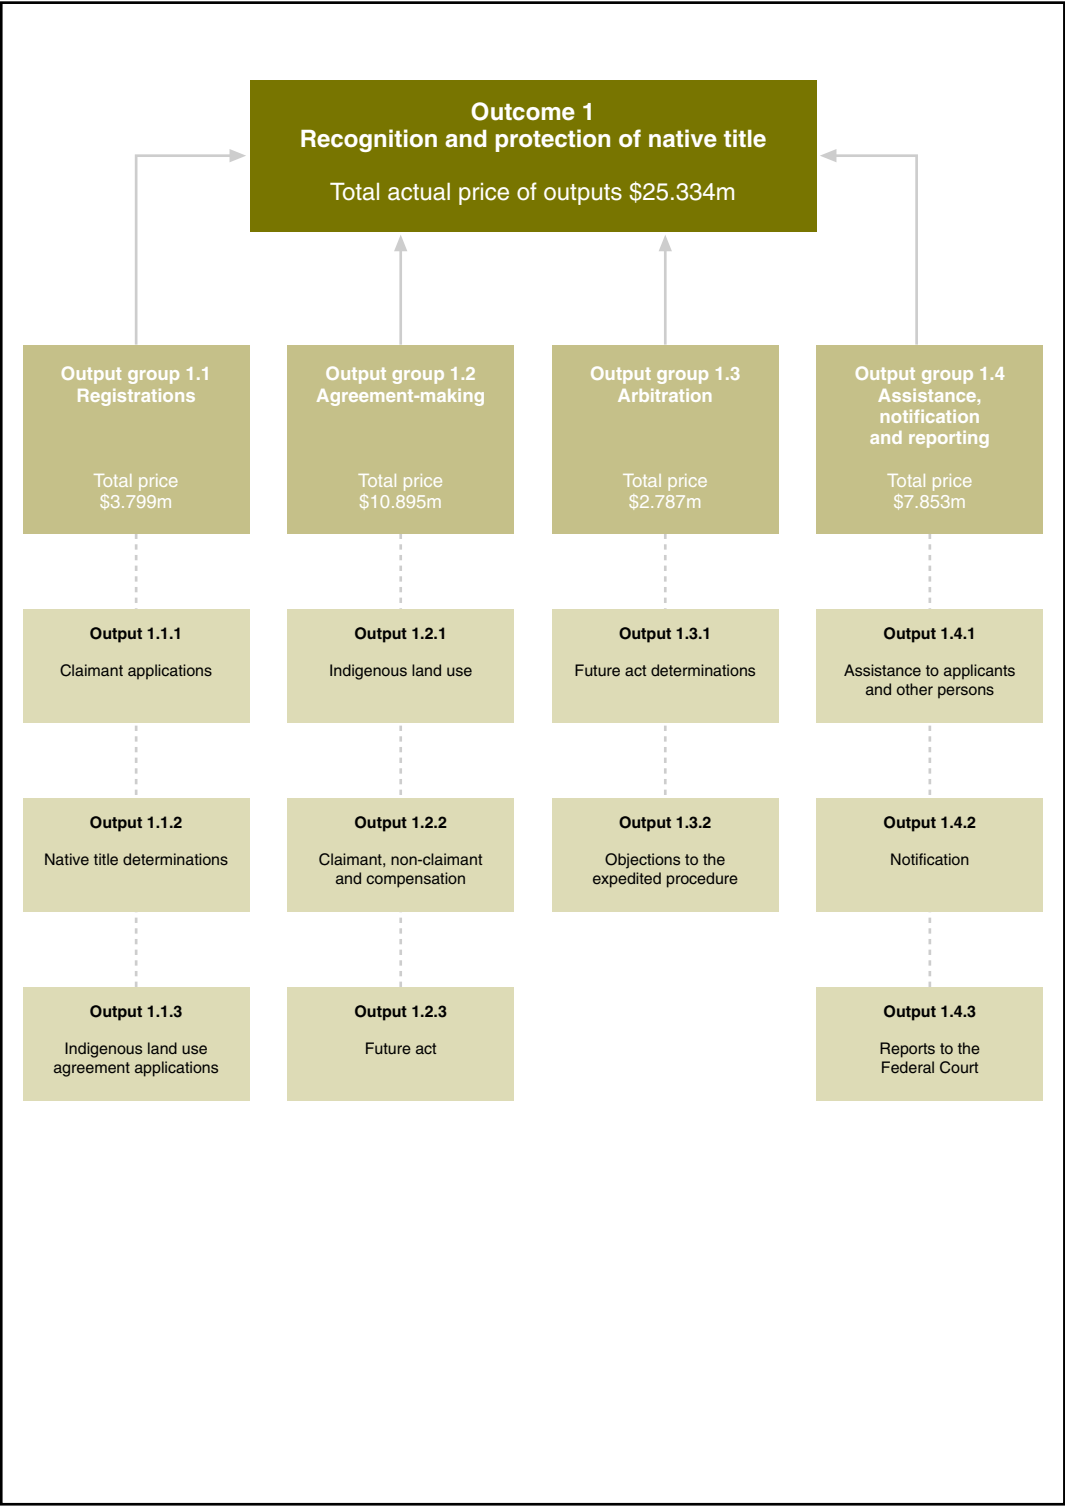 Outcome 1
Recognition and protection of native title
Total actual price of outputs $25.334m
Output group 1.1
Registrations
Total price
$3.799m
Output group 1.2
Agreement-making
Total price
$10.895m
Output group 1.3
Arbitration
Total price
$2.787m
Output group 1.4
Assistance,
notification
and reporting
Total price
$7.853m
Output 1.1.1
Claimant applications
Output 1.2.1
Indigenous land use
Output 1.3.1
Future act determinations
Output 1.4.1
Assistance to applicants
and other persons
Output 1.1.2
Native title determinations
Output 1.2.2
Claimant, non-claimant
and compensation
Output 1.3.2
Objections to the
expedited procedure
Output 1.4.2
Notification
Output 1.1.3
Indigenous land use
agreement applications
Output 1.2.3
Future act
Output 1.4.3
Reports to the
Federal Court